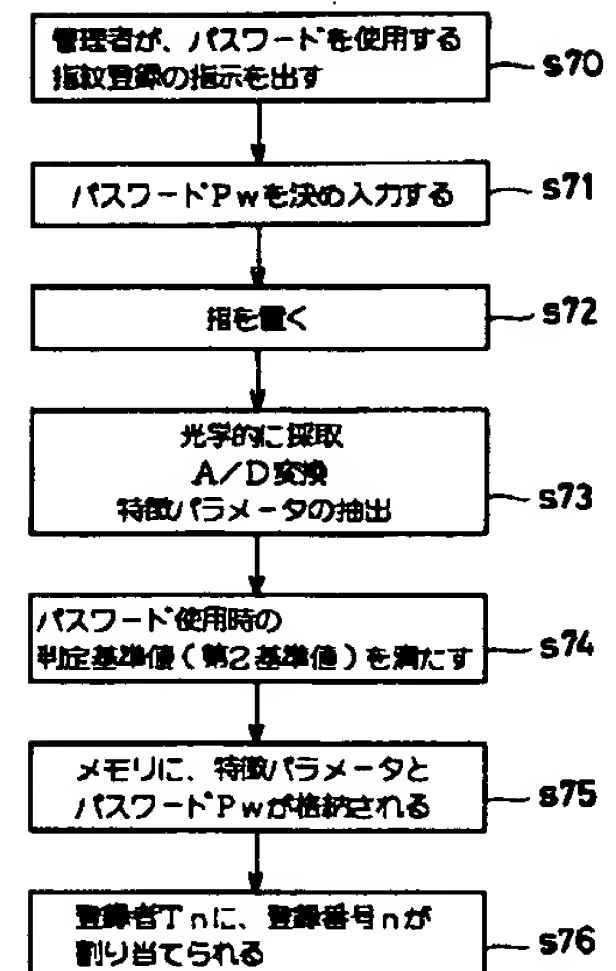 管理者が、パスワードを使用する
指紋登録の指示を出す
s70
パスワードPwを決め入力する
s71
指を置く
s72
光学的に採取
A/D変換
特徴パラメータの抽出
s73
パスワード使用時の
判定基準値(第2基準値)を満たす
s74
メモリに、特徴パラメータと
パスワードPwが格納される
s75
登録者Tnに、登録番号nが
割り当てられる
s76